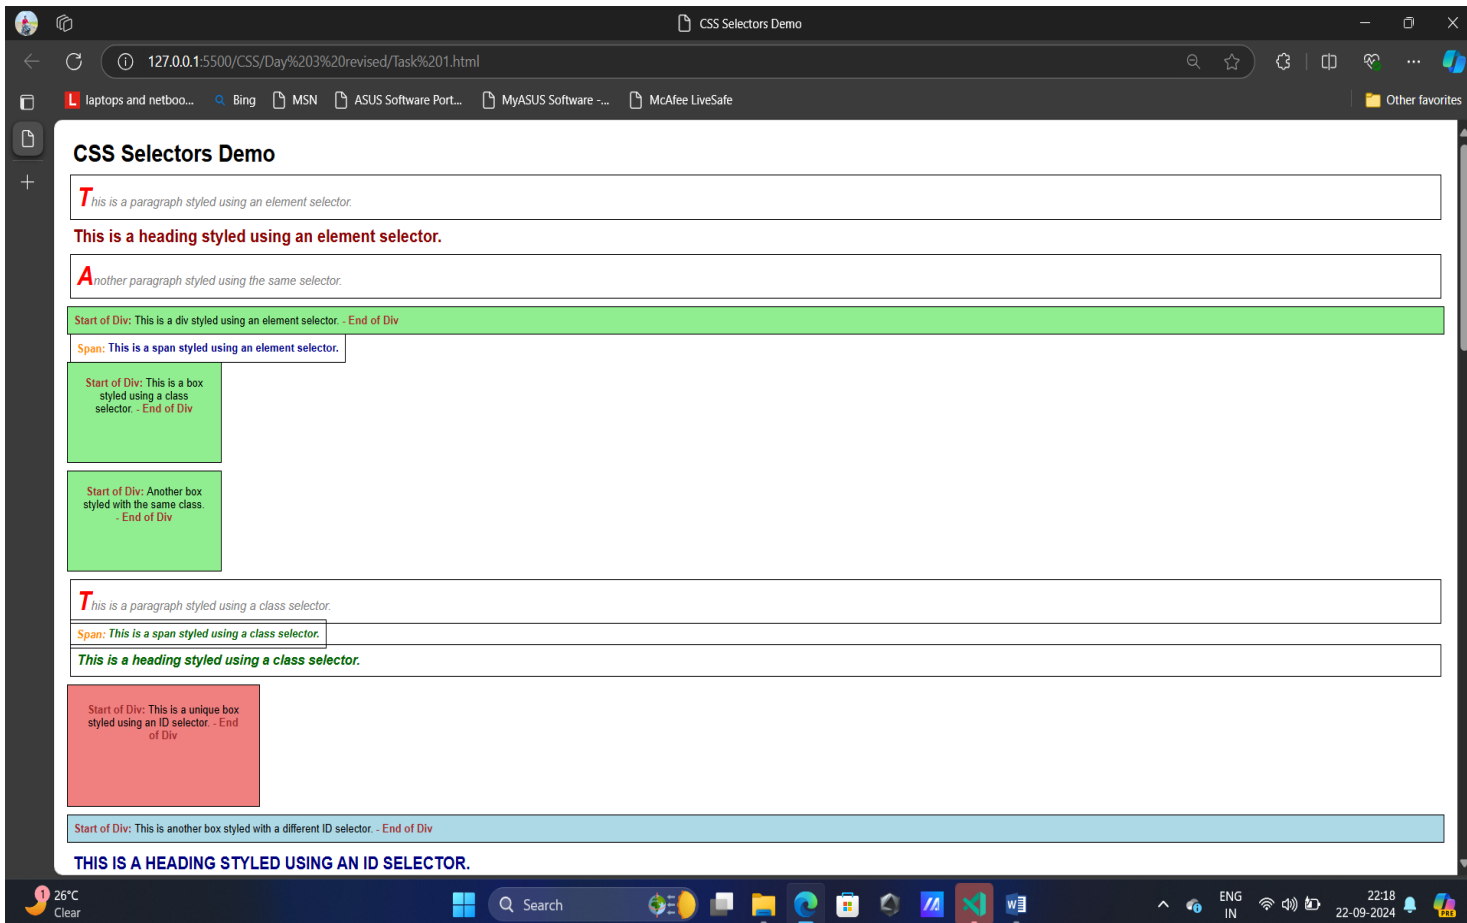 CSS Selectors Demo
127.0.0.1:5500/CSS/Day%203%20revised/Task%201.html
L laptops and netboo... Bing MSN ASUS Software Port... MyASUS Software -... McAfee LiveSafe Other favorites
CSS Selectors Demo
This is a paragraph styled using an element selector.
This is a heading styled using an element selector.
Another paragraph styled using the same selector.
Start of Div: This is a div styled using an element selector. - End of Div
Span: This is a span styled using an element selector.
Start of Div: This is a box
styled using a class
selector. - End of Div
Start of Div: Another box
styled with the same class.
- End of Div
This is a paragraph styled using a class selector.
Span: This is a span styled using a class selector.
This is a heading styled using a class selector.
Start of Div: This is a unique box
styled using an ID selector. - End
of Div
Start of Div: This is another box styled with a different ID selector. - End of Div
THIS IS A HEADING STYLED USING AN ID SELECTOR.
1
26°C
Clear
Search
W
ENG
IN
22:18
22-09-2024
PRE